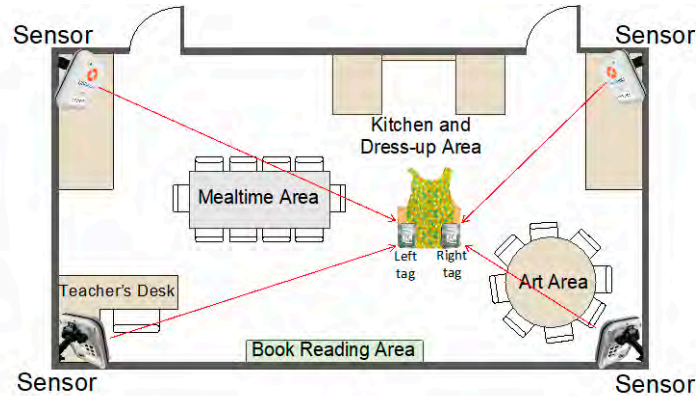 Sensor
Sensor
Kitchen and
Dress-up Area
Mealtime Area
Left
tag
Right
tag
Art Area
Teacher's Desk
Book Reading Area
Sensor
Sensor